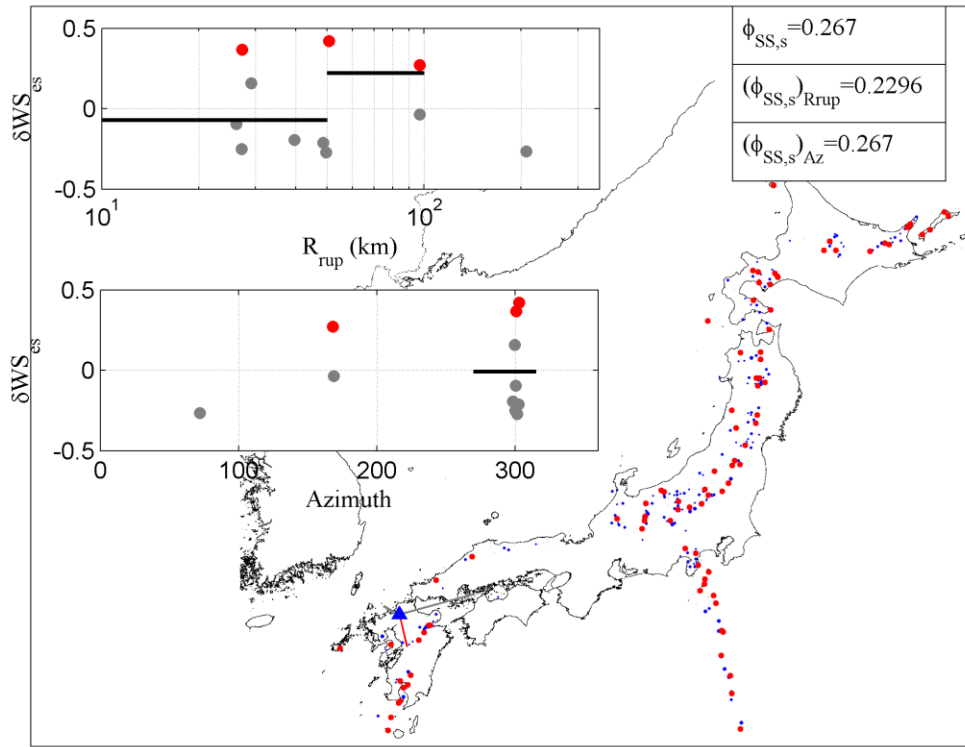 0.5
0
-0.5
δWS_es
10^1
10^2
R_rup (km)
ϕ_SS,s=0.267
(ϕ_SS,s)_Rrup=0.2296
(ϕ_SS,s)_Az=0.267
0.5
0
-0.5
δWS_es
0
100
200
300
Azimuth